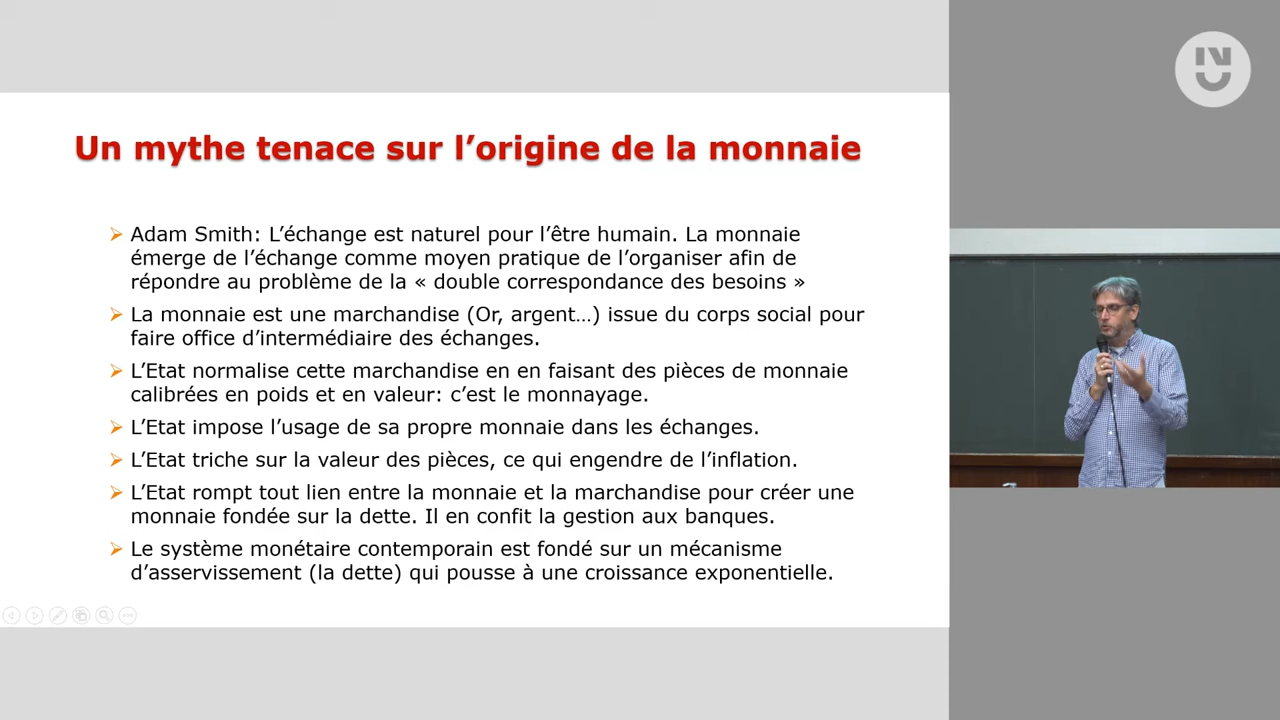 Un mythe tenace sur l’origine de la monnaie
Adam Smith: L’échange est naturel pour l’être humain. La monnaie
émerge de l’échange comme moyen pratique de l’organiser afin de
répondre au problème de la « double correspondance des besoins »
La monnaie est une marchandise (Or, argent…) issue du corps social pour
faire office d’intermédiaire des échanges.
L’Etat normalise cette marchandise en en faisant des pièces de monnaie
calibrées en poids et en valeur: c’est le monnayage.
L’Etat impose l’usage de sa propre monnaie dans les échanges.
L’Etat triche sur la valeur des pièces, ce qui engendre de l’inflation.
L’Etat rompt tout lien entre la monnaie et la marchandise pour créer une
monnaie fondée sur la dette. Il en confit la gestion aux banques.
Le système monétaire contemporain est fondé sur un mécanisme
d’asservissement (la dette) qui pousse à une croissance exponentielle.